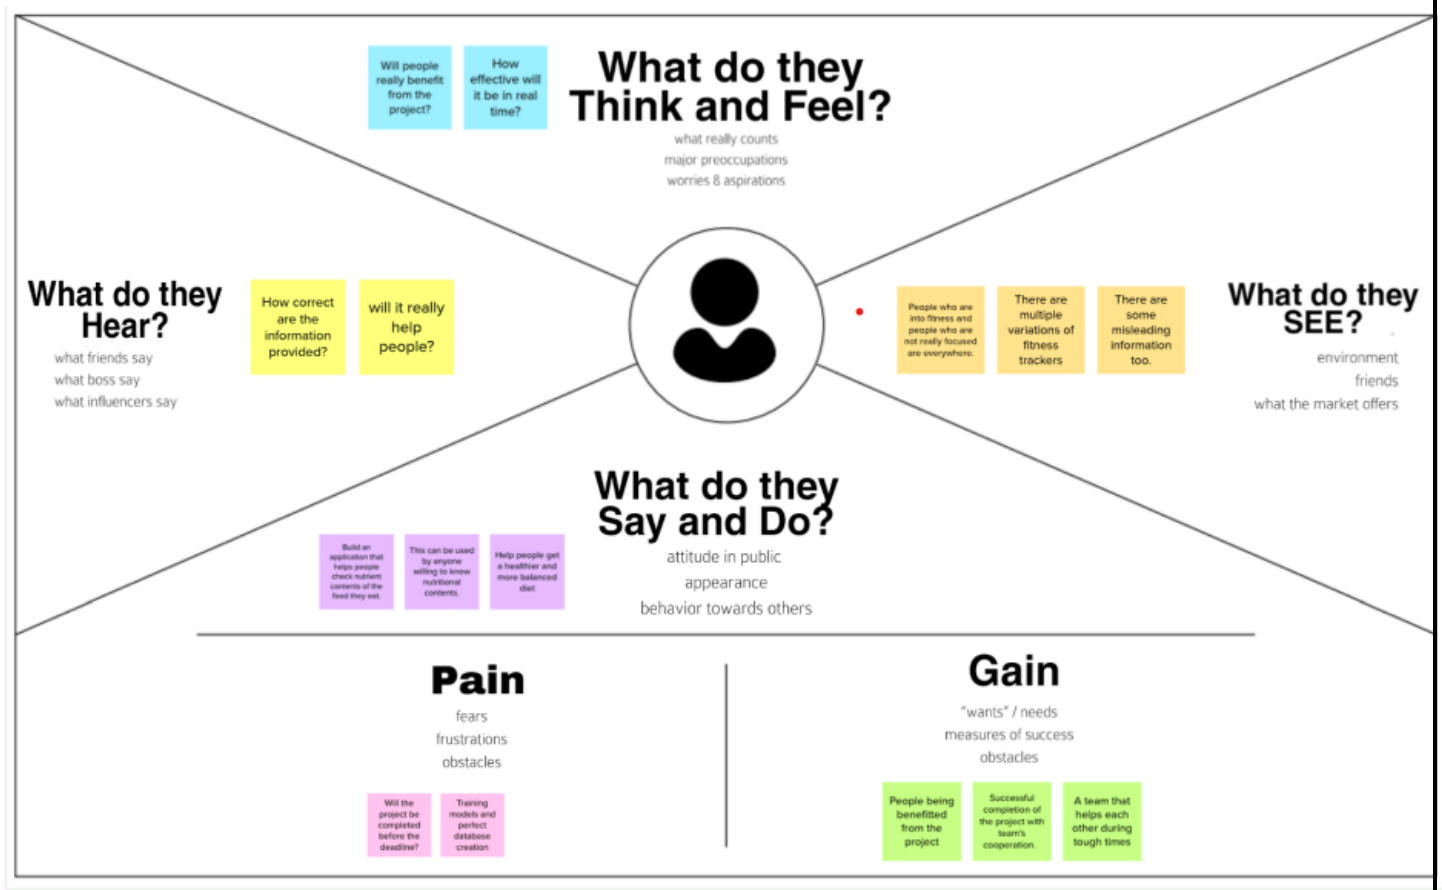 Will people
really benefit
from the
project?
How
effective will
it be in real
time?
What do they
Think and Feel?
what really counts
major preoccupations
worries & aspirations
What do they
Hear?
what friends say
what boss say
what influencers say
How correct
are the
information
provided?
will it really
help
people?
People who are
into fitness and
people who are
not really focused
are everywhere.
There are
multiple
variations of
fitness
trackers
There are
some
misleading
information
too.
What do they
SEE?
environment
friends
what the market offers
What do they
Say and Do?
attitude in public
appearance
behavior towards others
Build an
application that
helps people
check nutrient
contents of the
food they eat.
This can be used
by anyone
willing to know
nutritional
contents.
Help people get
a healthier and
more balanced
diet
Pain
fears
frustrations
obstacles
Will the
project be
completed
before the
deadline?
Training
models and
perfect
database
creation
Gain
"wants" / needs
measures of success
obstacles
People being
benefitted
from the
project
Successful
completion of
the project with
team's
cooperation.
A team that
helps each
other during
tough times